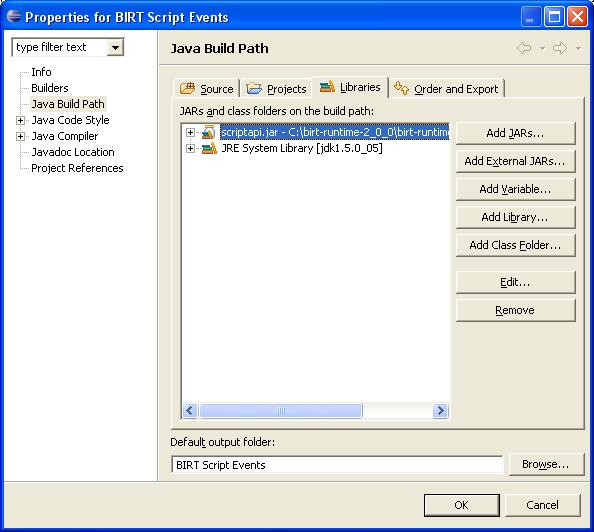 Properties for BIRT Script Events
type filter text
Java Build Path
Info
Builders
Java Build Path
Java Code Style
Java Compiler
Javadoc Location
Project References
Source
Projects
Libraries
Order and Export
JARs and class folders on the build path:
scriptapi.jar - C:\birt-runtime-2_0_0\birt-runtime
JRE System Library [jdk1.5.0_05]
Add JARs...
Add External JARs...
Add Variable...
Add Library...
Add Class Folder...
Edit...
Remove
Default output folder:
BIRT Script Events
Browse...
OK
Cancel